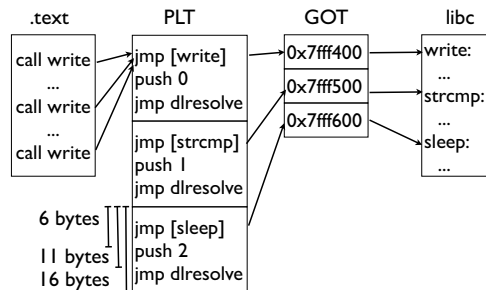 .text
PLT
GOT
libc
call write
...
call write
...
call write
jmp [write]
push 0
jmp dlresolve
jmp [strcmp]
push 1
jmp dlresolve
jmp [sleep]
push 2
jmp dlresolve
0x7fff400
0x7fff500
0x7fff600
write:
...
strcmp:
...
sleep:
...
6 bytes
11 bytes
16 bytes